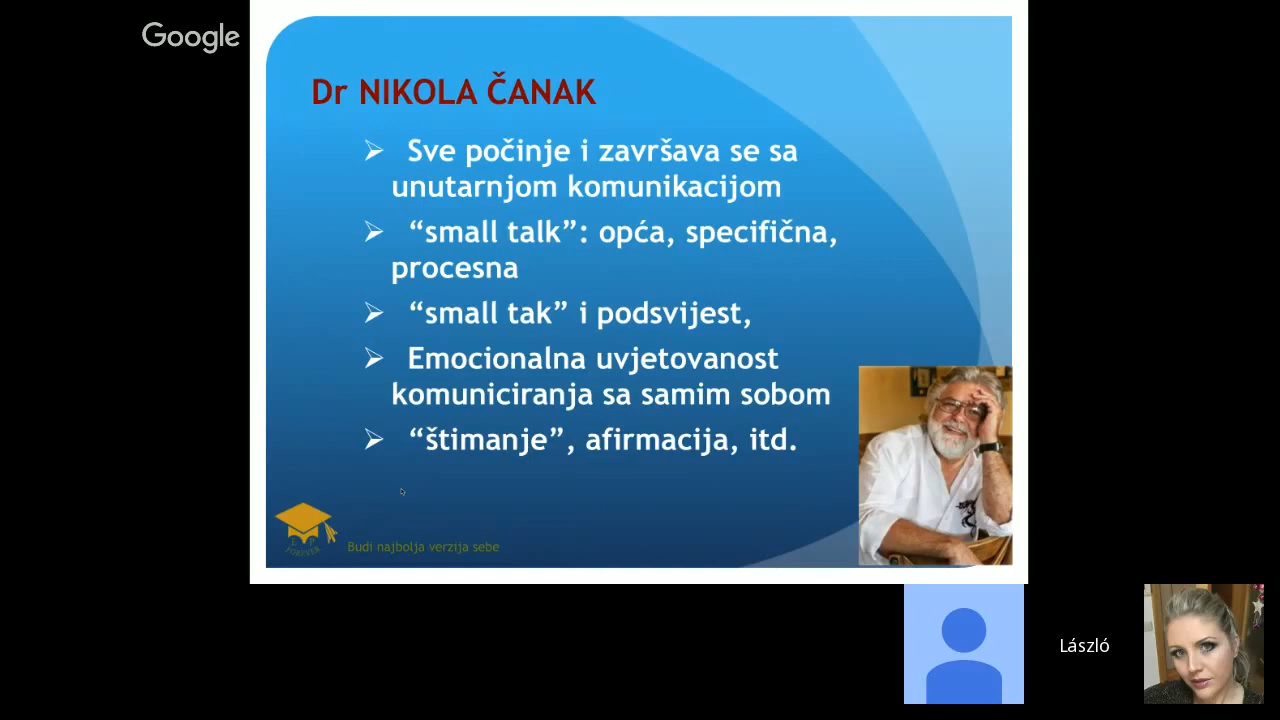 Google
Dr NIKOLA ČANAK
➢ Sve počinje i završava se sa
unutarnjom komunikacijom
➢ “small talk”: opća, specifična,
procesna
➢ “small tak” i podsvijest,
➢ Emocionalna uvjetovanost
komuniciranja sa samim sobom
➢ “štimanje”, afirmacija, itd.
FOREVER
Budi najbolja verzija sebe
László